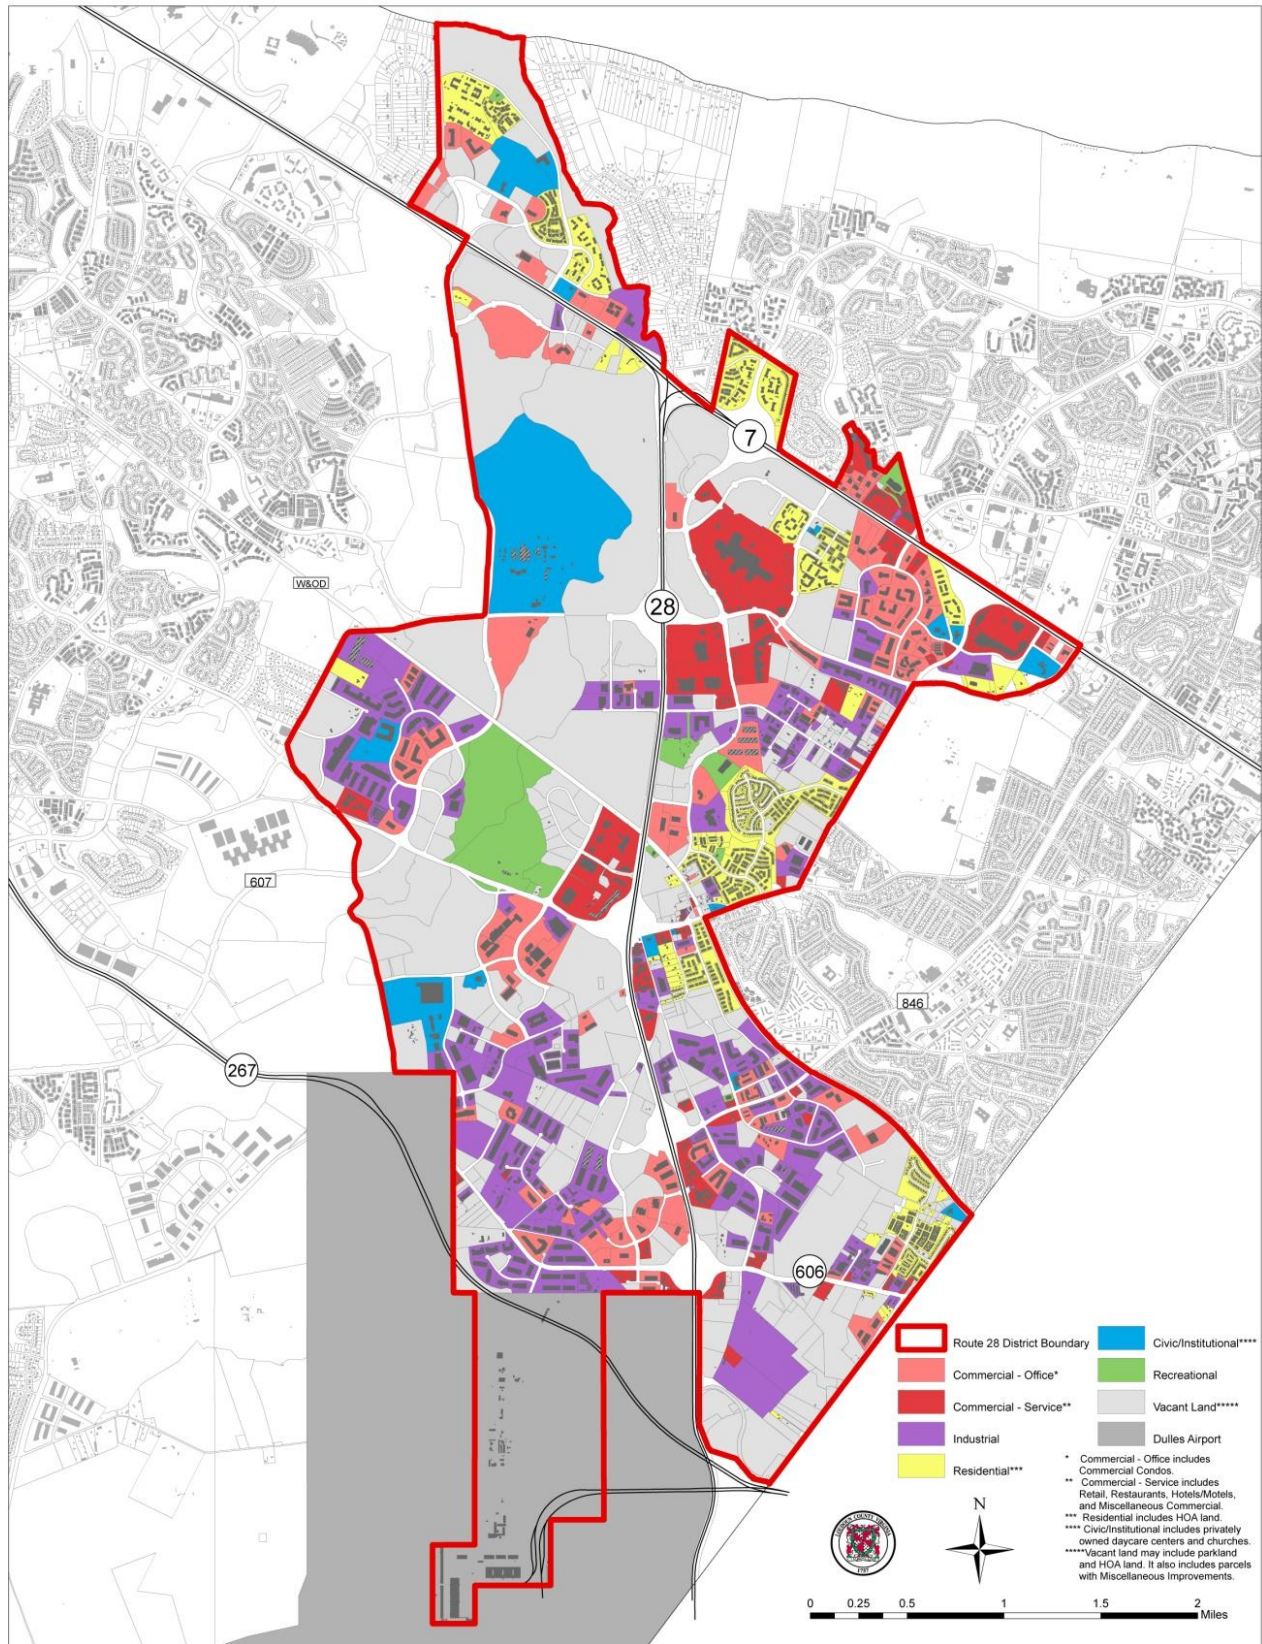 7
28
W&OD
607
846
267
606
Route 28 District Boundary
Commercial - Office*
Commercial - Service**
Industrial
Residential***
Civic/Institutional****
Recreational
Vacant Land*****
Dulles Airport
* Commercial - Office includes
Commercial Condos.
** Commercial - Service includes
Retail, Restaurants, Hotels/Motels,
and Miscellaneous Commercial.
*** Residential includes HOA land.
**** Civic/Institutional includes privately
owned daycare centers and churches.
*****Vacant land may include parkland
and HOA land. It also includes parcels
with Miscellaneous Improvements.
LOUDOUN COUNTY, VIRGINIA
1757
N
0 0.25 0.5 1 1.5 2
Miles